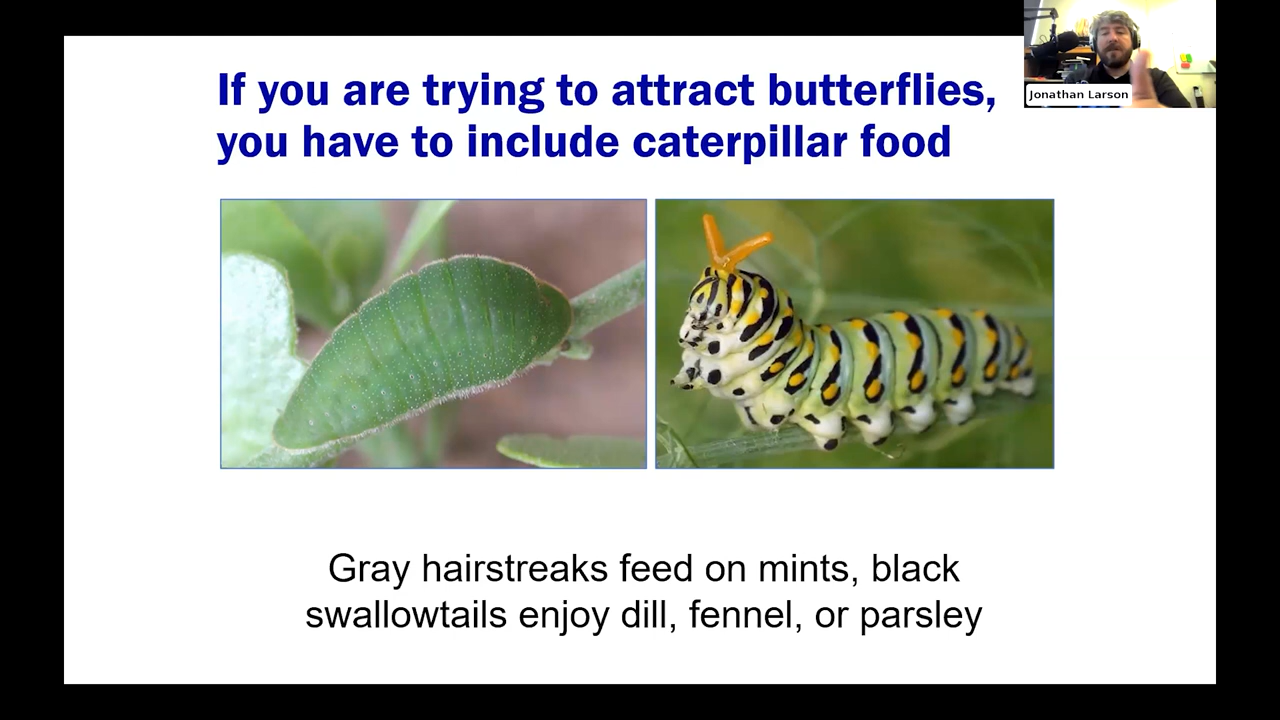 If you are trying to attract butterflies,
you have to include caterpillar food
Jonathan Larson
Gray hairstreaks feed on mints, black
swallowtails enjoy dill, fennel, or parsley